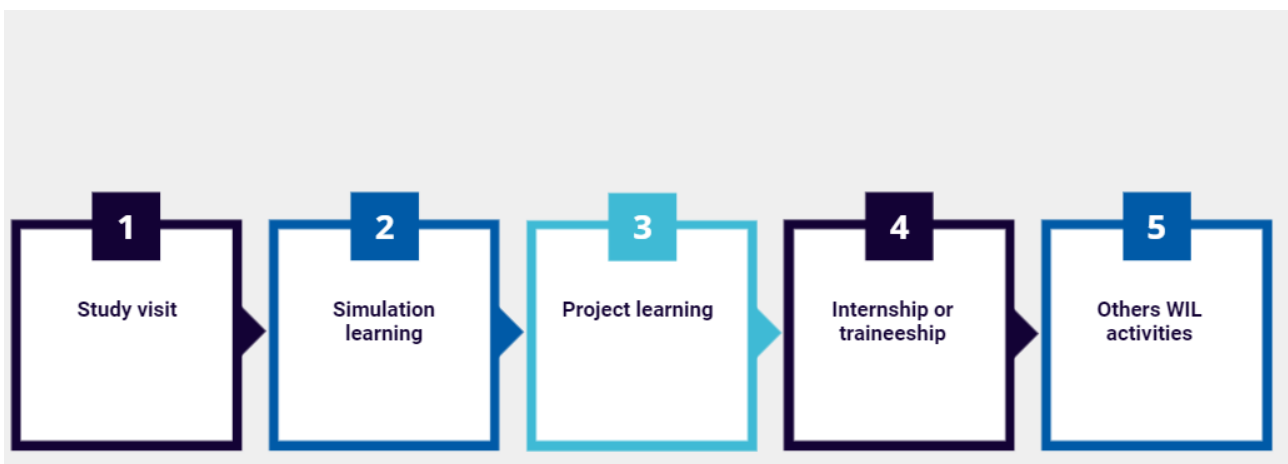 1
Study visit
2
Simulation
learning
3
Project learning
4
Internship or
traineeship
5
Others WIL
activities